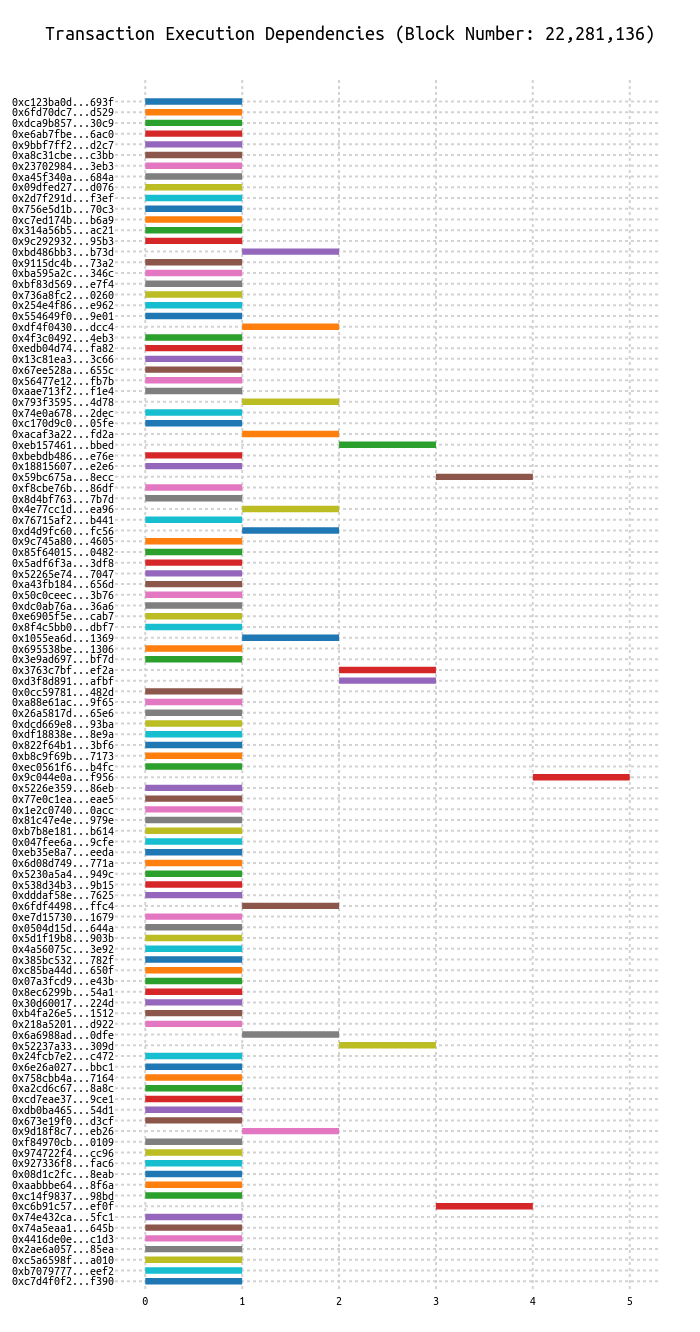 Transaction Execution Dependencies (Block Number: 22,281,136)
0xc123ba0d...693f
0x6fd70dc7...d529
0xdca9b857...30c9
0xe6ab7fbe...6ac0
0x9bbf7ff2...d2c7
0xa8c31cbe...c3bb
0x23702984...3eb3
0xa45f340a...684a
0x09dfed27...d076
0x2d7f291d...f3ef
0x756e5d1b...70c3
0xc7ed174b...b6a9
0x314a56b5...ac21
0x9c292932...95b3
0xbd486bb3...b73d
0x9115dc4b...73a2
0xba595a2c...346c
0xbf83d569...e7f4
0x736a8fc2...0260
0x254e4f86...e962
0x554649f0...9e01
0xdf4f0430...dcc4
0x4f3c0492...4eb3
0xedb04d74...fa82
0x13c81ea3...3c66
0x67ee528a...655c
0x56477e12...fb7b
0xaae713f2...f1e4
0x793f3595...4d78
0x74e0a678...2dec
0xc170d9c0...05fe
0xacaf3a22...fd2a
0xeb157461...bbed
0xbebdb486...e76e
0x18815607...e2e6
0x59bc675a...8ecc
0xf8cbe76b...86df
0x8d4bf763...7b7d
0x4e77cc1d...ea96
0x76715af2...b441
0xd4d9fc60...fc56
0x9c745a80...4605
0x85f64015...0482
0x5adf6f3a...3df8
0x52265e74...7047
0xa43fb184...656d
0x50c0ceec...3b76
0xdc0ab76a...36a6
0xe6905f5e...cab7
0x8f4c5bb0...dbf7
0x1055ea6d...1369
0x695538be...1306
0x3e9ad697...bf7d
0x3763c7bf...ef2a
0xd3f8d891...afbf
0x0cc59781...482d
0xa88e61ac...9f65
0x26a5817d...65e6
0xdcd669e8...93ba
0xdf18838e...8e9a
0x822f64b1...3bf6
0xb8c9f69b...7173
0xec0561f6...b4fc
0x9c044e0a...f956
0x5226e359...86eb
0x77e0c1ea...eae5
0x1e2c0740...0acc
0x81c47e4e...979e
0xb7b8e181...b614
0x047fee6a...9cfe
0xeb35e8a7...eeda
0x6d08d749...771a
0x5230a5a4...949c
0x538d34b3...9b15
0xdddaf58e...7625
0x6fdf4498...ffc4
0xe7d15730...1679
0x0504d15d...644a
0x5d1f19b8...903b
0x4a56075c...3e92
0x385bc532...782f
0xc85ba44d...650f
0x07a3fcd9...e43b
0x8ec6299b...54a1
0x30d60017...224d
0xb4fa26e5...1512
0x218a5201...d922
0x6a6988ad...0dfe
0x52237a33...309d
0x24fcb7e2...c472
0x6e26a027...bbc1
0x758cbb4a...7164
0xa2cd6c67...8a8c
0xcd7eae37...9ce1
0xdb0ba465...54d1
0x673e19f0...d3cf
0x9d18f8c7...eb26
0xf84970cb...0109
0x974722f4...cc96
0x927336f8...fac6
0x08d1c2fc...8eab
0xaabbbe64...8f6a
0xc14f9837...98bd
0xc6b91c57...ef0f
0x74e432ca...5fc1
0x74a5eaa1...645b
0x4416de0e...c1d3
0x2ae6a057...85ea
0xc5a6598f...a010
0xb7079777...eef2
0xc7d4f0f2...f390
0 1 2 3 4 5